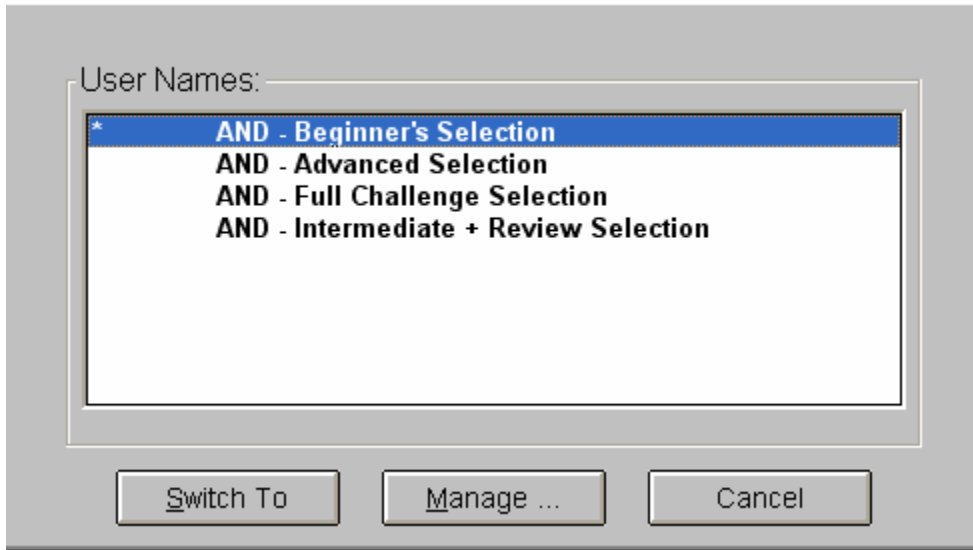 User Names:
* AND - Beginner's Selection
AND - Advanced Selection
AND - Full Challenge Selection
AND - Intermediate + Review Selection
Switch To Manage ... Cancel